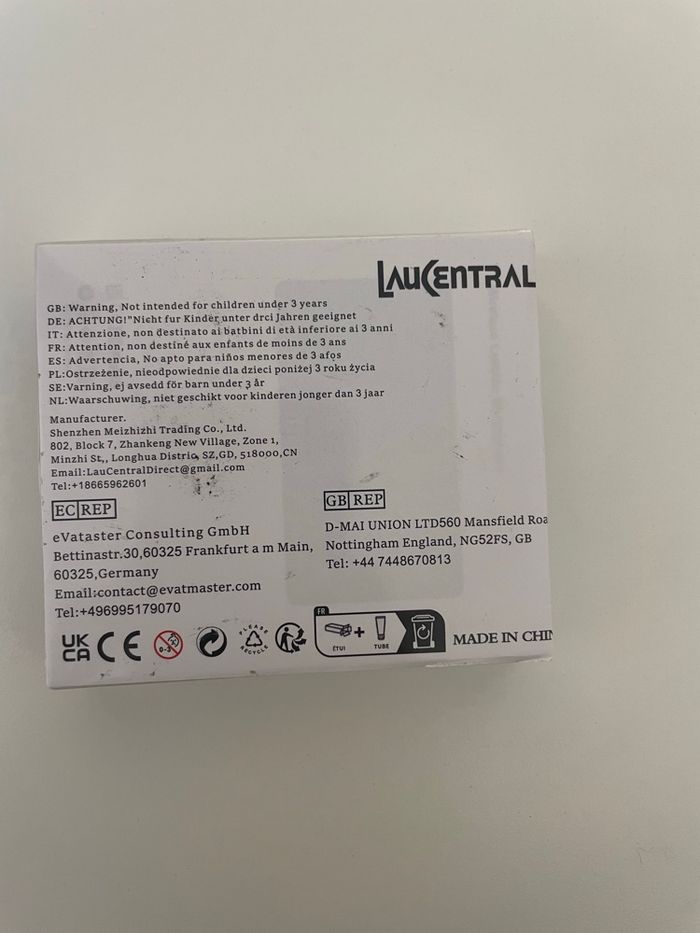 LAUCENTRAL
GB: Warning, Not intended for children under 3 years
DE: ACHTUNG!"Nicht fur Kinder unter drci Jahren geeignet
IT: Attenzione, non destinato ai batbini di età inferiore ai 3 anni
FR: Attention, non destiné aux enfants de moins de 3 ans
ES: Advertencia, No apto para niños menores de 3 afos
PL:Ostrzeżenie, nieodpowiednie dla dzieci poniżej 3 roku życia
SE:Varning, ej avsedd för barn under 3 år
NL:Waarschuwing, niet geschikt voor kinderen jonger dan 3 jaar
Manufacturer.
Shenzhen Meizhizhi Trading Co., Ltd.
802, Block 7, Zhankeng New Village, Zone 1,
Minzhi St,, Longhua Distric, SZ,GD, 518000,CN
Email:LauCentralDirect@gmail.com
Tel:+18665962601
EC REP
eVataster Consulting GmbH
Bettinastr.30,60325 Frankfurt a m Main,
60325,Germany
Email:contact@evatmaster.com
Tel:+496995179070
GB REP
D-MAI UNION LTD560 Mansfield Roa
Nottingham England, NG52FS, GB
Tel: +44 7448670813
UK CA CE 0-3 PLEASE RECYCLE FR ÉTUI + TUBE MADE IN CHIN